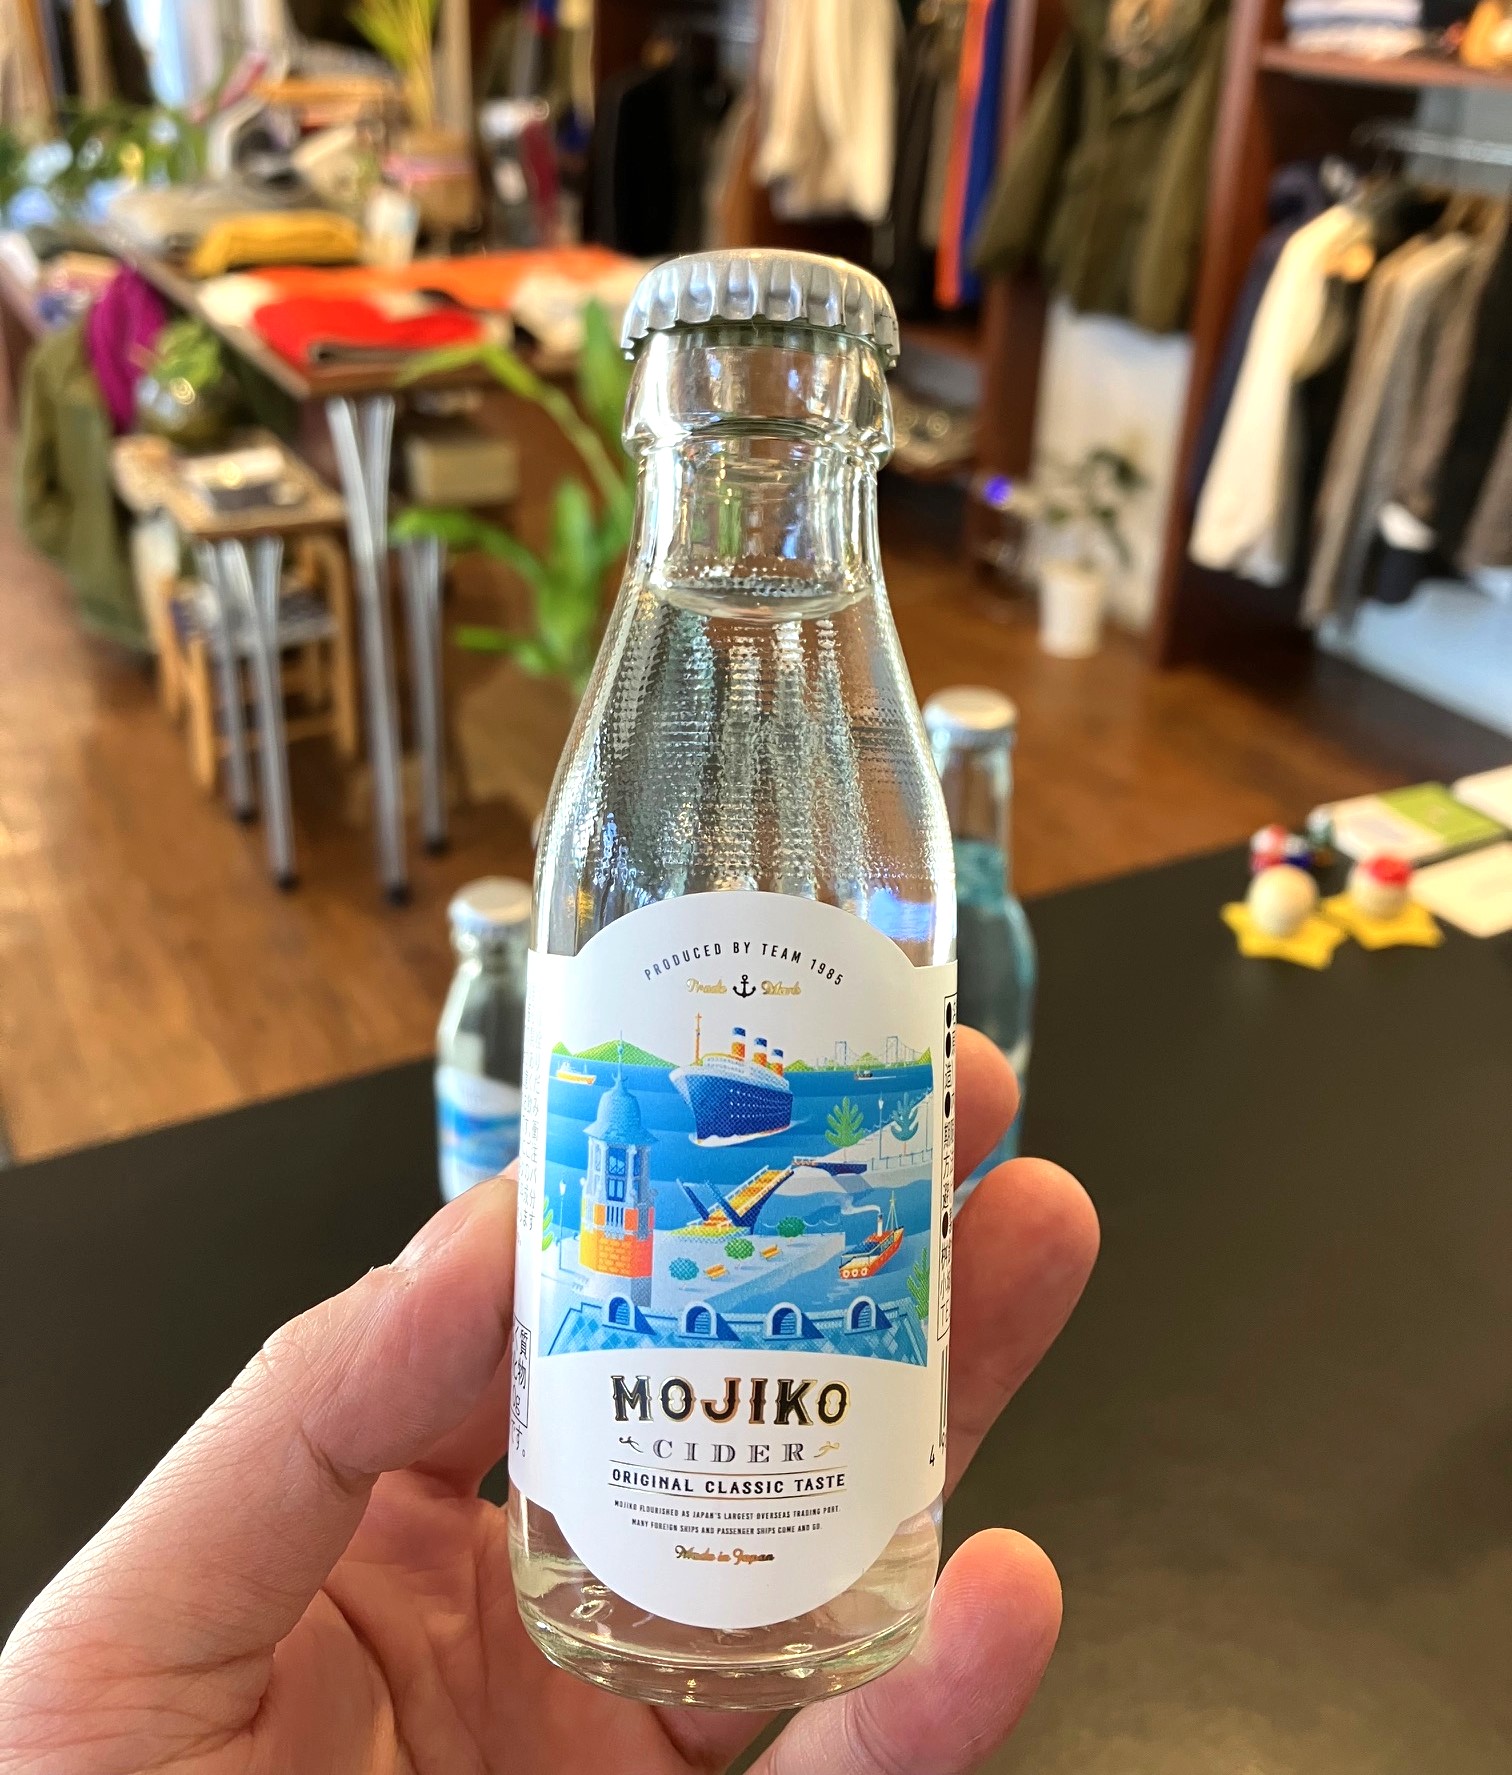 PRODUCED BY TEAM 1985
Trade Mark
MOJIKO
CIDER
ORIGINAL CLASSIC TASTE
MOJIKO FLOURISHED AS JAPAN'S LARGEST OVERSEAS TRADING PORT.
MANY FOREIGN SHIPS AND PASSENGER SHIPS COME AND GO.
Made in Japan
4